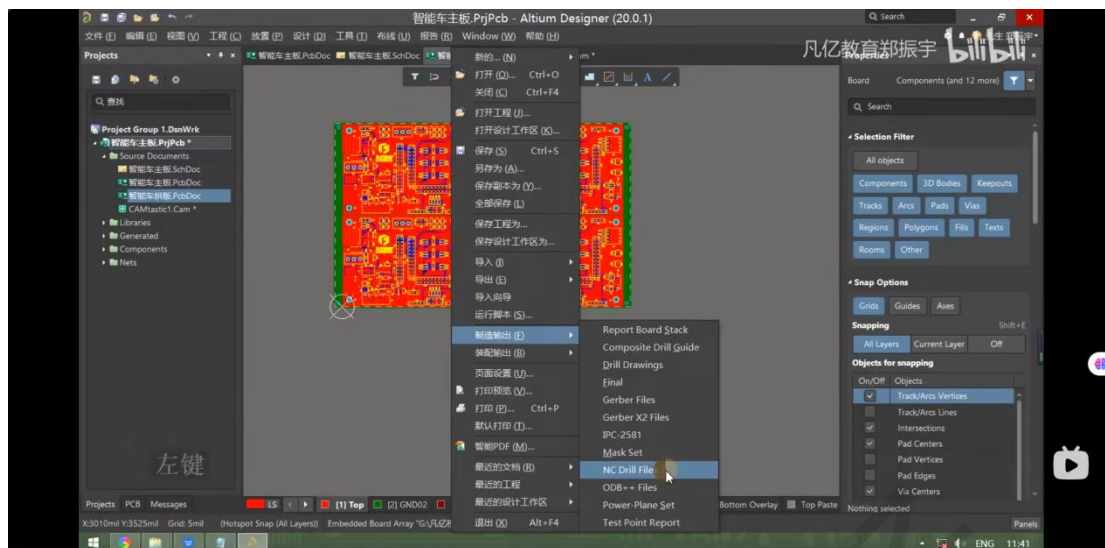 智能车主板.PrjPcb - Altium Designer (20.0.1)
Search
文件(F) 编辑(E) 视图(V) 工程(C) 放置(P) 设计(D) 工具(T) 布线(U) 报告(R) Window(W) 帮助(H)
凡亿教育郑振宇 bilibili
Projects
智能车主板.PcbDoc 智能车主板.SchDoc
Properties
Board Components (and 12 more)
查找
Search
Project Group 1.DsnWrk
智能车主板.PrjPcb *
Source Documents
智能车主板.SchDoc
智能车主板.PcbDoc
智能车拼板.PcbDoc
CAMtastic1.Cam *
Libraries
Generated
Components
Nets
新的...(N)
打开(O)... Ctrl+O
关闭(C) Ctrl+F4
打开工程(J)...
打开设计工作区(K)...
保存(S) Ctrl+S
另存为(A)...
保存副本为(Y)...
全部保存(L)
保存工程为...
保存设计工作区为...
导入(I)
导出(E)
导入向导
运行脚本(S)...
制造输出(F)
装配输出(B)
页面设置(U)...
打印预览(V)...
打印(P)... Ctrl+P
默认打印(T)...
智能PDF(M)...
最近的文档(R)
最近的工程
最近的设计工作区
退出(X) Alt+F4
Report Board Stack
Composite Drill Guide
Drill Drawings
Final
Gerber Files
Gerber X2 Files
IPC-2581
Mask Set
NC Drill Files
ODB++ Files
Power-Plane Set
Test Point Report
Selection Filter
All objects
Components 3D Bodies Keepouts
Tracks Arcs Pads Vias
Regions Polygons Fills Texts
Rooms Other
Snap Options
Grids Guides Axes
Snapping Shift+E
All Layers Current Layer Off
Objects for snapping
On/Off Objects
Track/Arcs Vertices
Track/Arcs Lines
Intersections
Pad Centers
Pad Vertices
Pad Edges
Via Centers
Nothing selected
左键
Projects PCB Messages
LS [1] Top [2] GND02
Bottom Overlay Top Paste
X:3010mil Y:3525mil Grid: 5mil (Hotspot Snap (All Layers)) Embedded Board Array
Panels
ENG 11:41